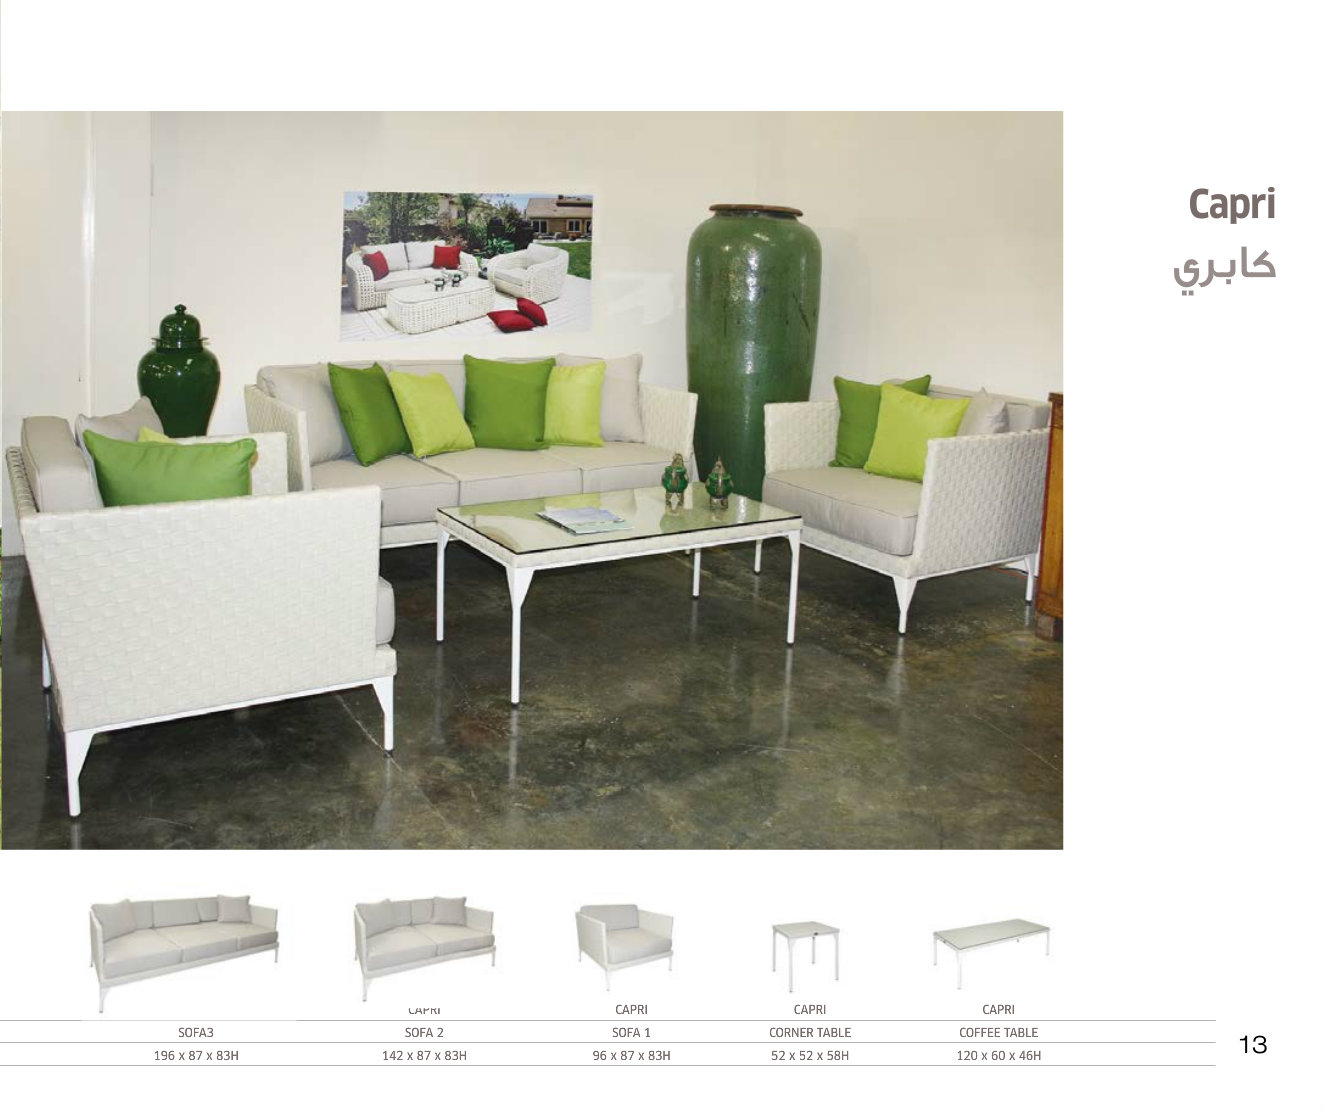 Capri
كابري
CAPRI CAPRI CAPRI CAPRI
SOFA3 SOFA 2 SOFA 1 CORNER TABLE COFFEE TABLE
196 x 87 x 83H 142 x 87 x 83H 96 x 87 x 83H 52 x 52 x 58H 120 x 60 x 46H
13